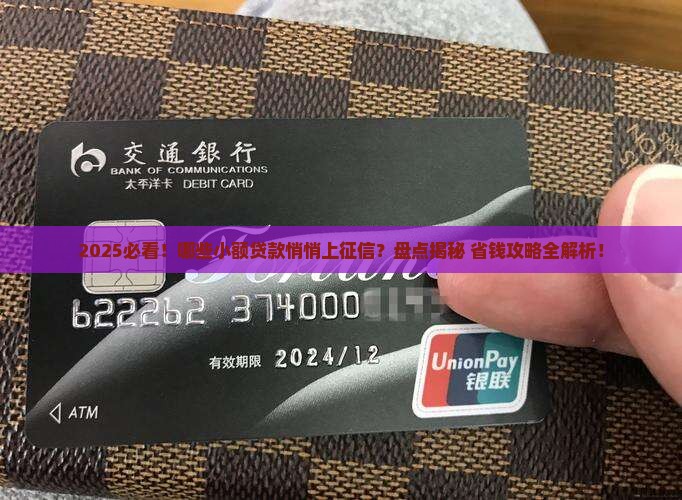 交通銀行
BANK OF COMMUNICATIONS
太平洋卡 DEBIT CARD
2025必看！哪些小额贷款悄悄上征信？盘点揭秘 省钱攻略全解析！
Fortune
622262 374000
有效期限 2024/12
UnionPay
银联
ATM